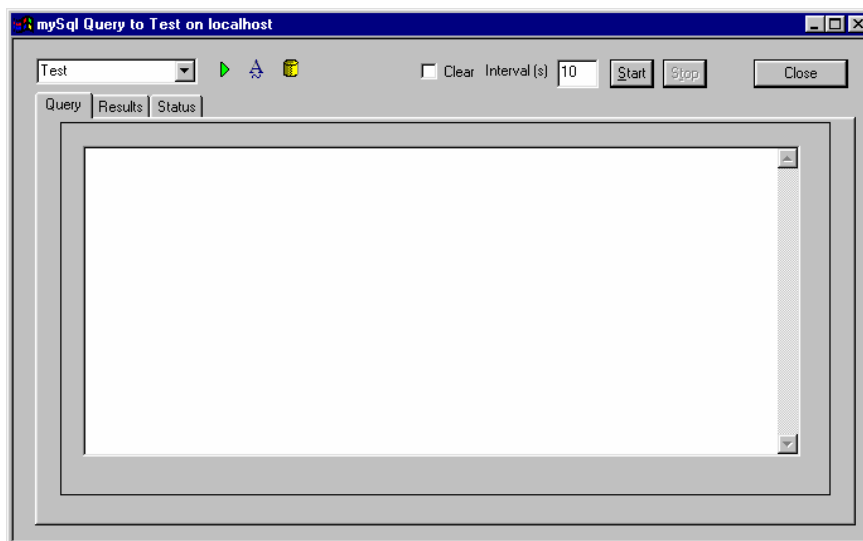 mySql Query to Test on localhost
Test Clear Interval (s) 10 Start Stop Close
Query Results Status